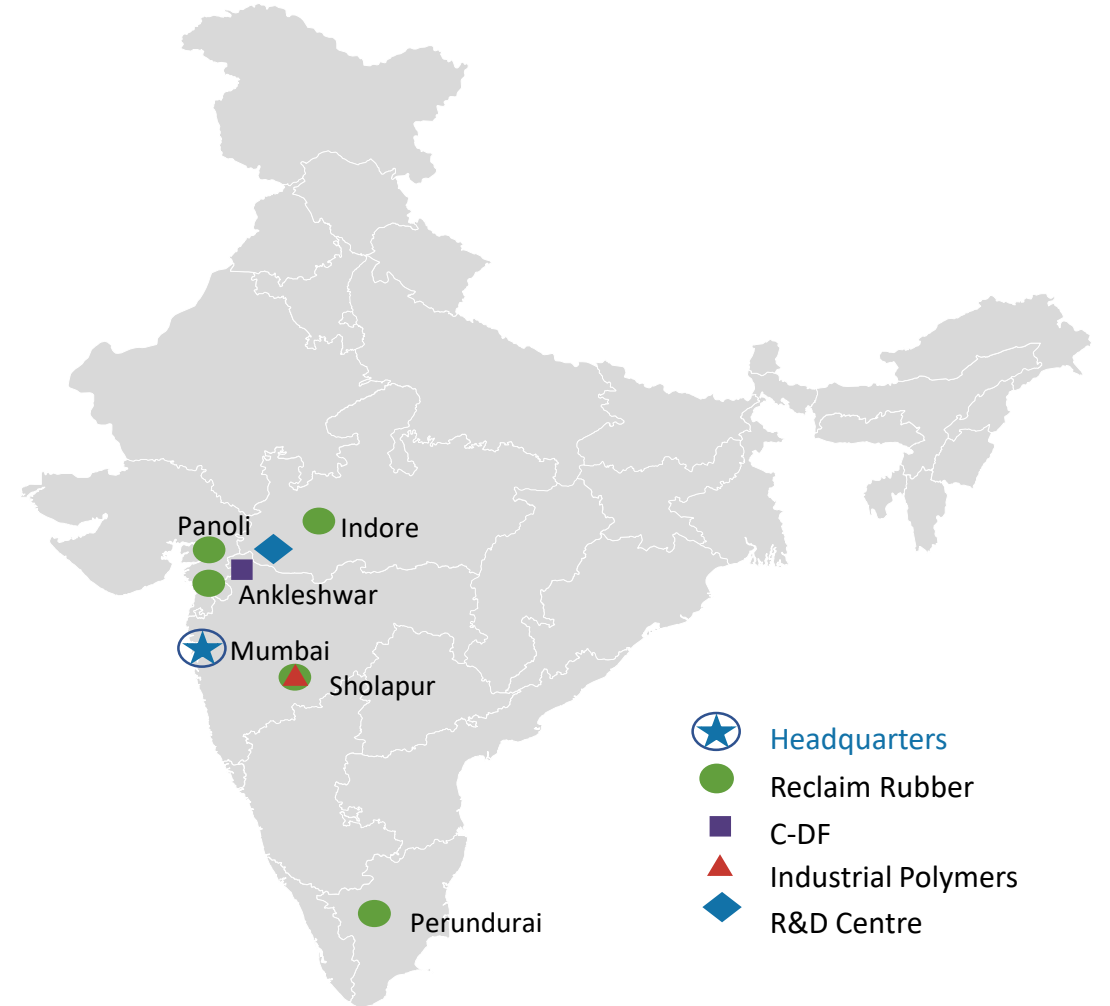 Panoli
Indore
Ankleshwar
Mumbai
Sholapur
Headquarters
Reclaim Rubber
C-DF
Industrial Polymers
R&D Centre
Perundurai